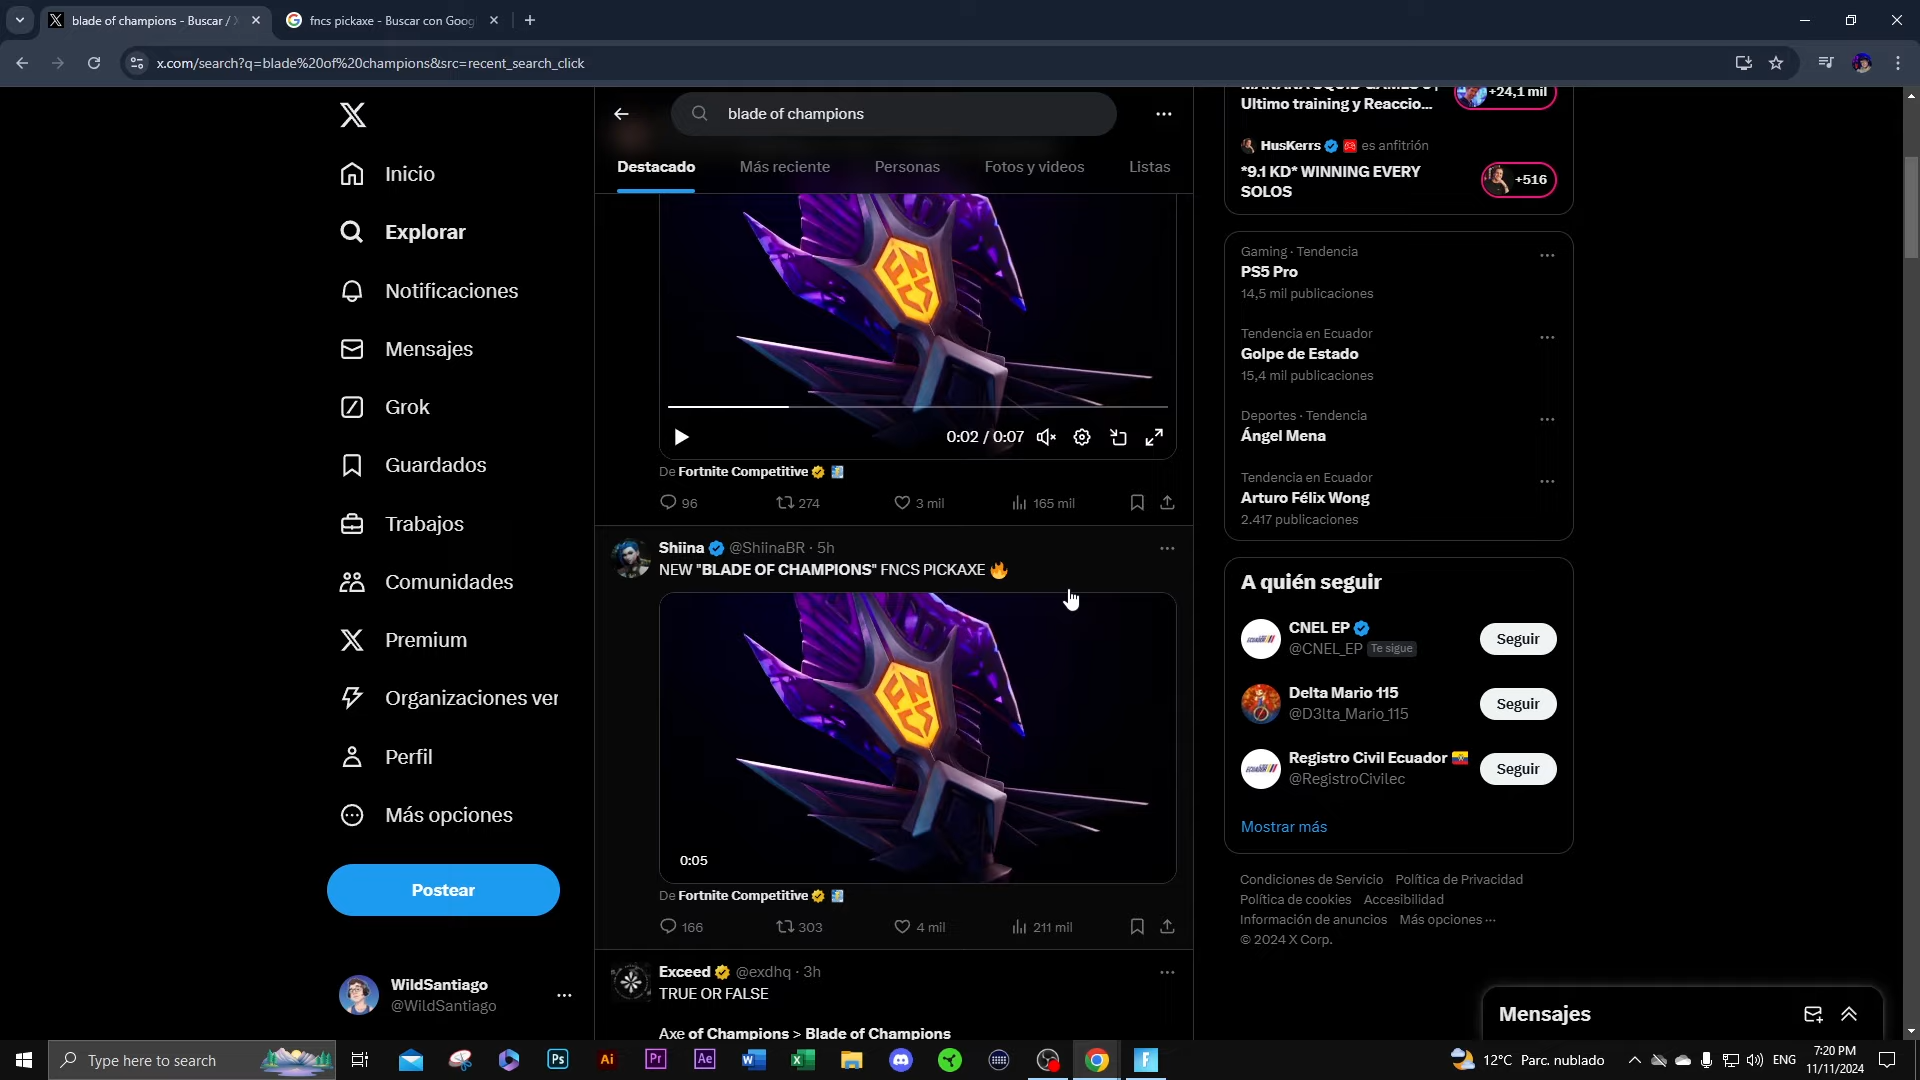 blade of champions - Buscar /
fncs pickaxe - Buscar con Goog
x.com/search?q=blade%20of%20champions&src=recent_search_click
Inicio
Explorar
Notificaciones
Mensajes
Grok
Guardados
Trabajos
Comunidades
Premium
Organizaciones ver
Perfil
Más opciones
Postear
WildSantiago
@WildSantiago
blade of champions
Destacado
Más reciente
Personas
Fotos y videos
Listas
0:02 / 0:07
De Fortnite Competitive
96
274
3 mil
165 mil
Shiina @ShiinaBR · 5h
NEW "BLADE OF CHAMPIONS" FNCS PICKAXE 🔥
0:05
De Fortnite Competitive
166
303
4 mil
211 mil
Exceed @exdhq · 3h
TRUE OR FALSE
Axe of Champions > Blade of Champions
Ultimo training y Reaccio...
+24,1 mil
HusKerrs es anfitrión
*9.1 KD* WINNING EVERY
SOLOS
+516
Gaming · Tendencia
PS5 Pro
14,5 mil publicaciones
Tendencia en Ecuador
Golpe de Estado
15,4 mil publicaciones
Deportes · Tendencia
Ángel Mena
Tendencia en Ecuador
Arturo Félix Wong
2.417 publicaciones
A quién seguir
CNEL EP
@CNEL_EP Te sigue
Seguir
Delta Mario 115
@D3lta_Mario_115
Seguir
Registro Civil Ecuador 🇪🇨
@RegistroCivilec
Seguir
Mostrar más
Condiciones de Servicio Política de Privacidad
Política de cookies Accesibilidad
Información de anuncios Más opciones ···
© 2024 X Corp.
Mensajes
Type here to search
Ps
Ai
Pr
Ae
12°C Parc. nublado
ENG
7:20 PM
11/11/2024